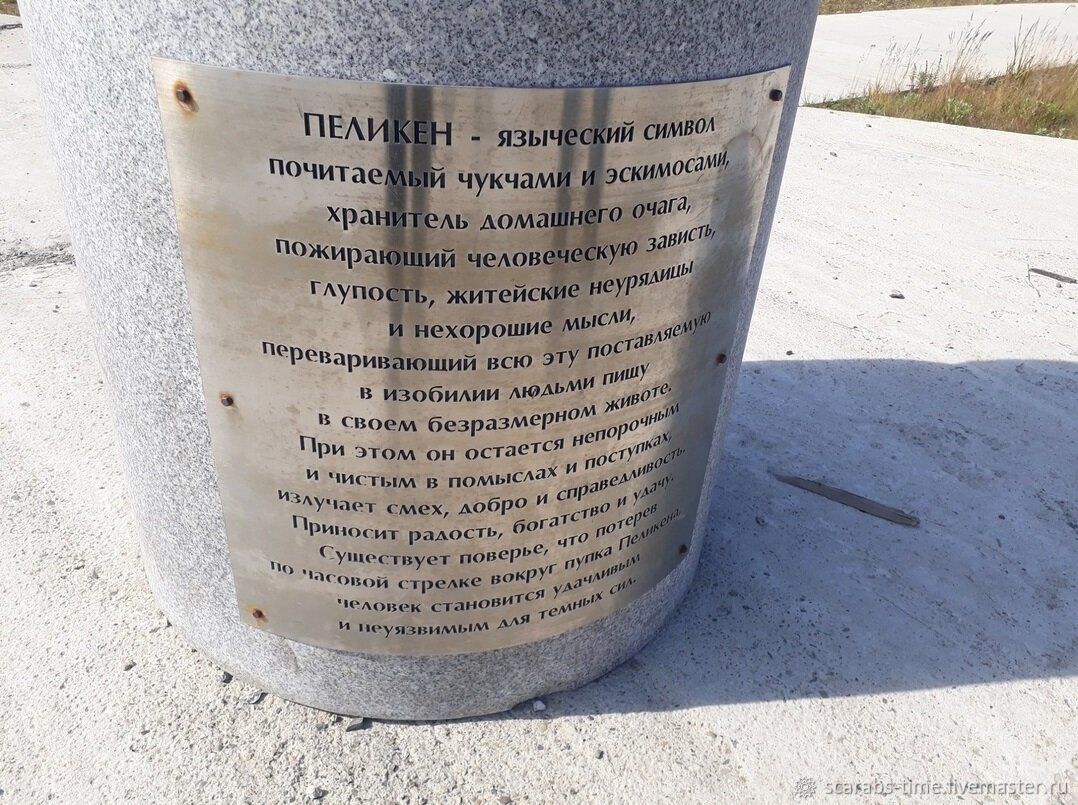 ПЕЛИКЕН - языческий символ
почитаемый чукчами и эскимосами,
хранитель домашнего очага,
пожирающий человеческую зависть,
глупость, житейские неурядицы
и нехорошие мысли,
переваривающий всю эту поставляемую
в изобилии людьми пищу
в своем безразмерном животе.
При этом он остается непорочным
и чистым в помыслах и поступках,
излучает смех, добро и справедливость.
Приносит радость, богатство и удачу.
Существует поверье, что потерев
по часовой стрелке вокруг пупка Пеликена,
человек становится удачливым
и неуязвимым для темных сил.
scarabs-time.livemaster.ru